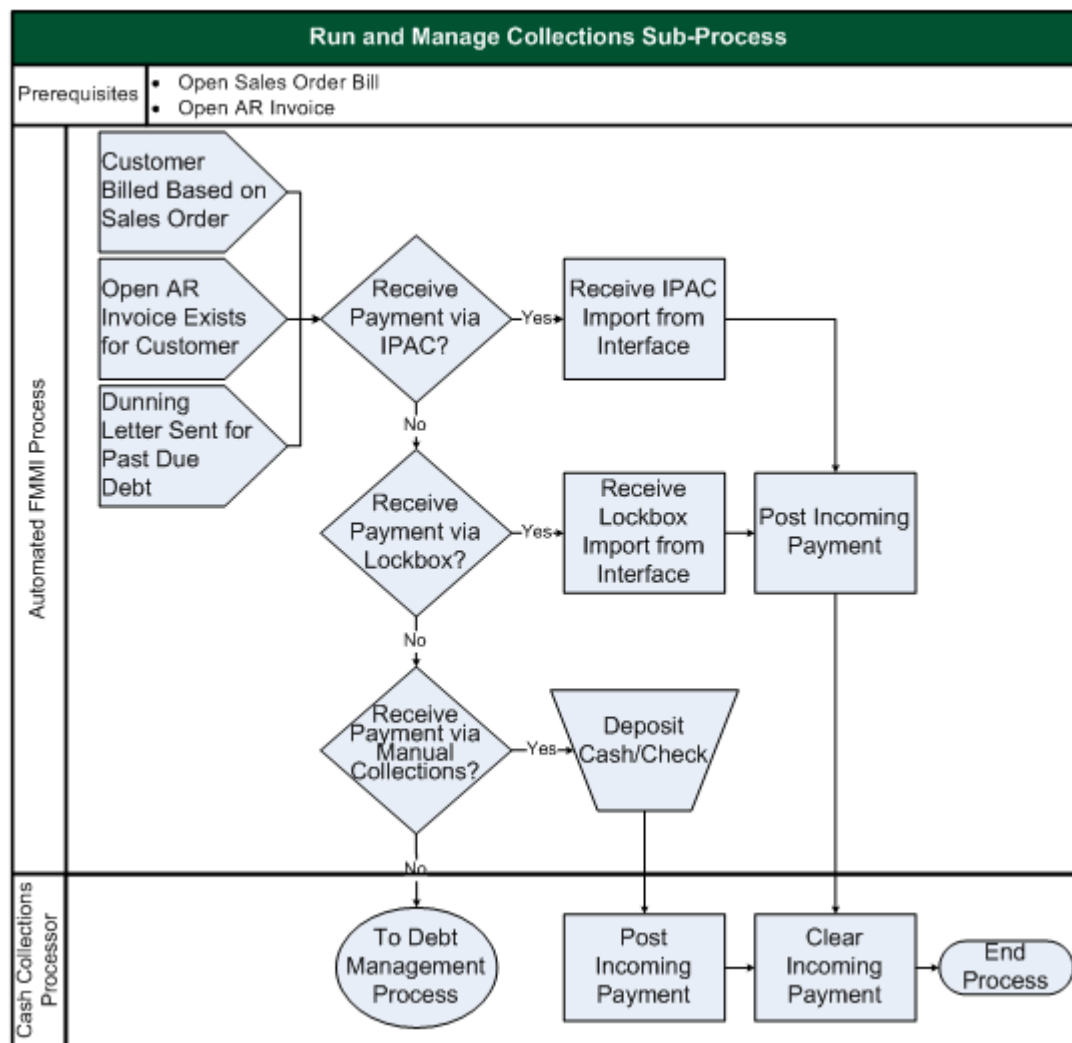 Run and Manage Collections Sub-Process
Prerequisites
• Open Sales Order Bill
• Open AR Invoice
Automated FMMI Process
Customer
Billed Based on
Sales Order
Open AR
Invoice Exists
for Customer
Dunning
Letter Sent for
Past Due
Debt
Receive
Payment via
IPAC?
Yes
Receive IPAC
Import from
Interface
No
Receive
Payment via
Lockbox?
Yes
Receive
Lockbox
Import from
Interface
Post Incoming
Payment
No
Receive
Payment via
Manual
Collections?
Yes
Deposit
Cash/Check
No
Cash Collections
Processor
To Debt
Management
Process
Post
Incoming
Payment
Clear
Incoming
Payment
End
Process